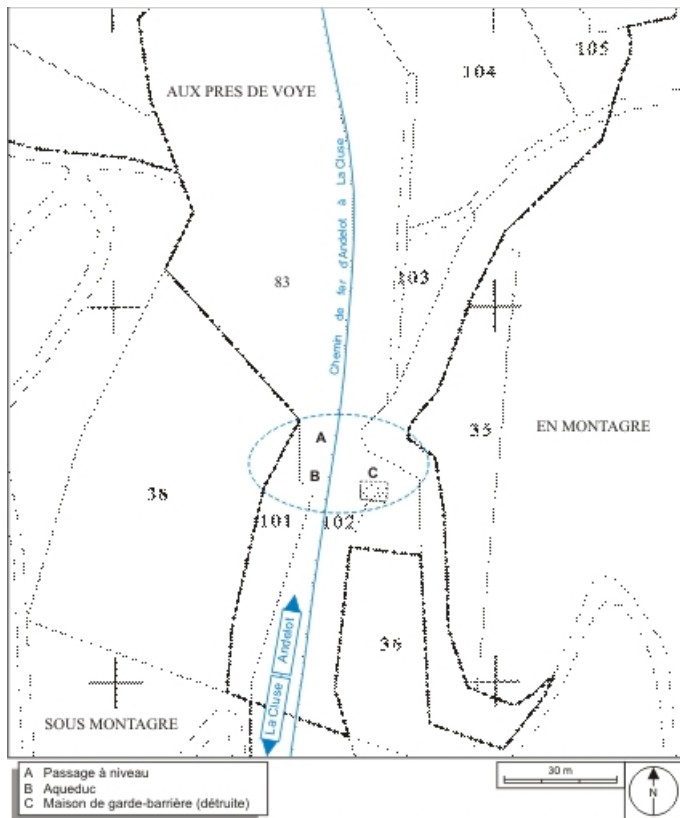 105
104
AUX PRES DE VOYE
Chemin de fer d'Andelot à La Cluse
83
103
35
EN MONTAGRE
A
B
C
38
101
102
36
Andelot
La Cluse
SOUS MONTAGRE
A Passage à niveau
B Aqueduc
C Maison de garde-barrière (détruite)
30 m
N